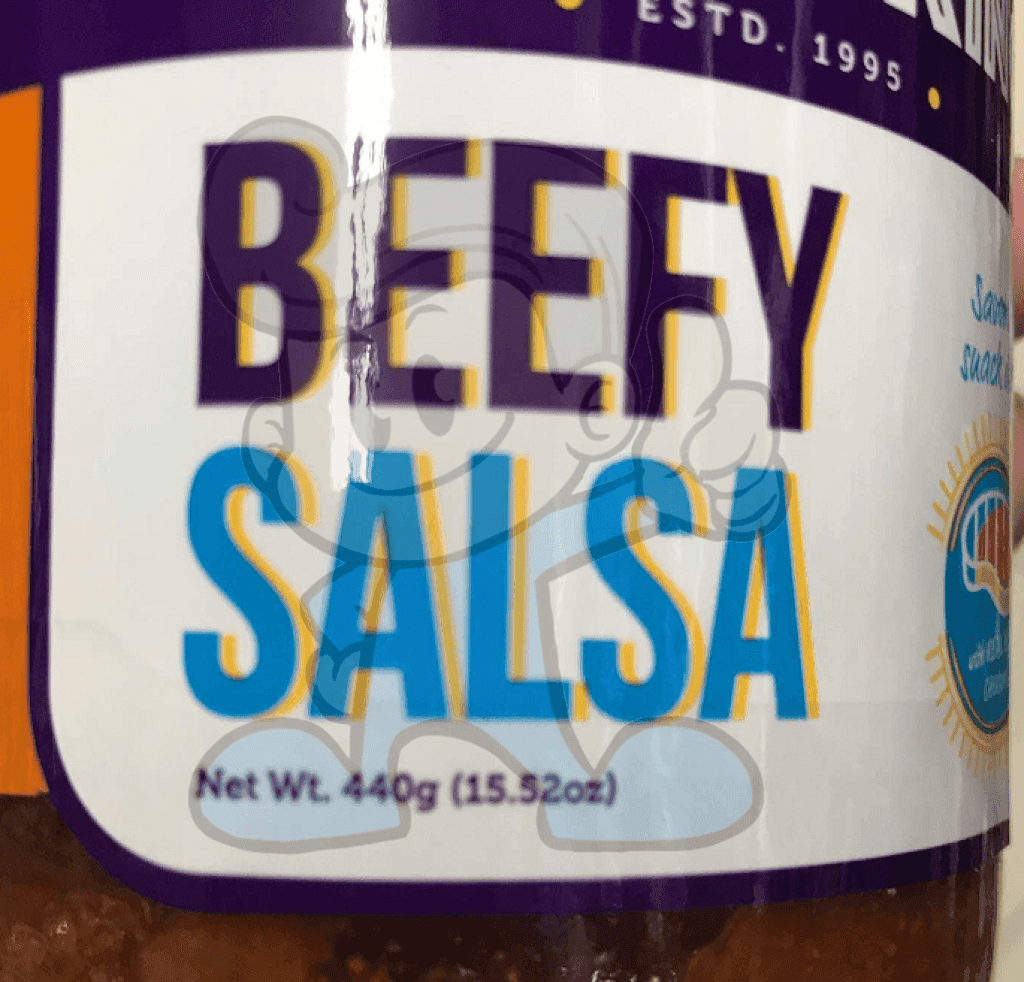 ESTD. 1995
BEEFY
SALSA
Net Wt. 440g (15.52oz)